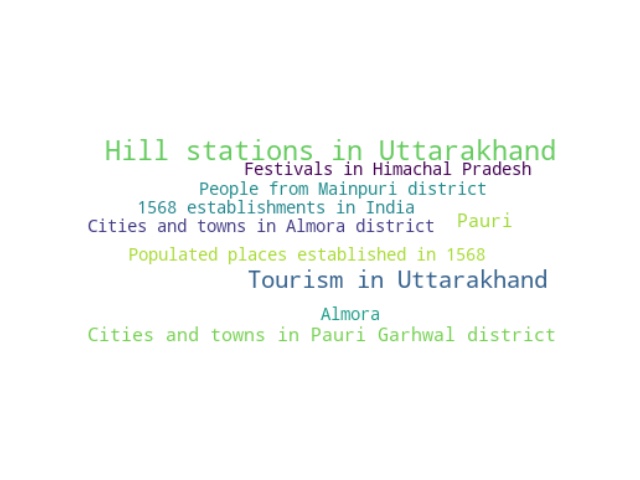 Hill stations in Uttarakhand
Festivals in Himachal Pradesh
People from Mainpuri district
1568 establishments in India
Pauri
Cities and towns in Almora district
Populated places established in 1568
Tourism in Uttarakhand
Almora
Cities and towns in Pauri Garhwal district